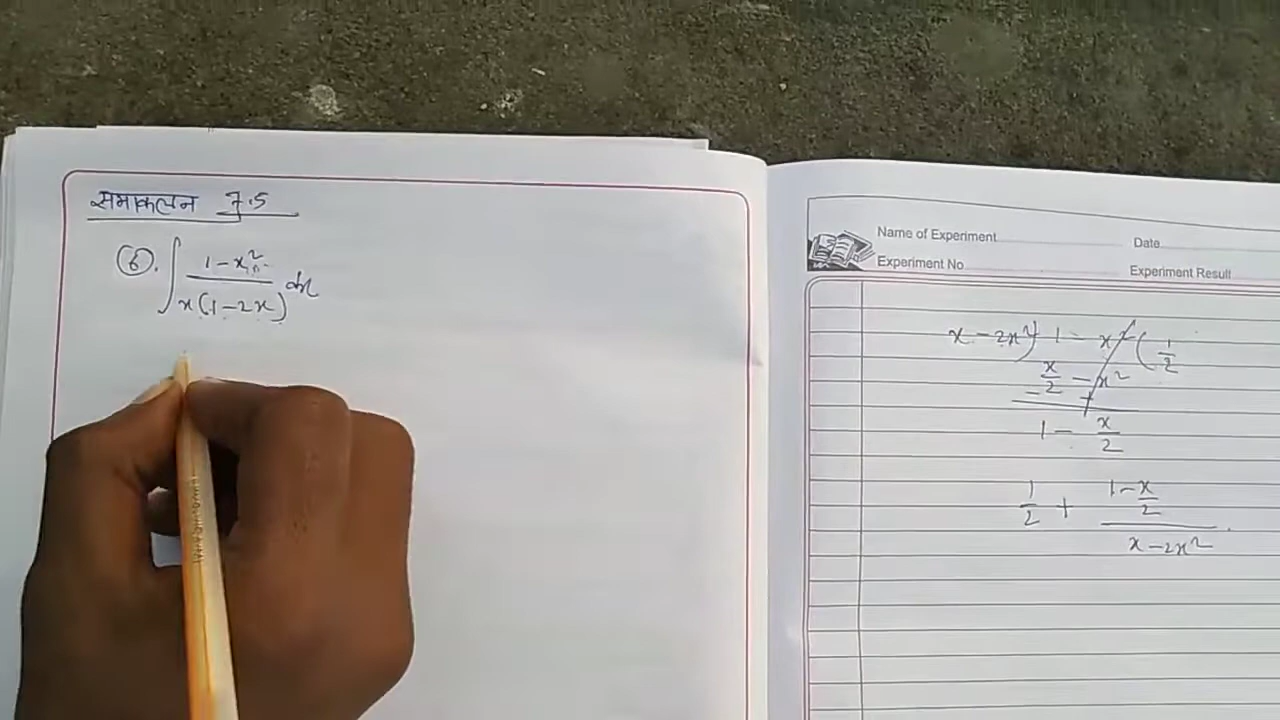 समाकलन 7.5
6. ∫ 1-x² / x(1-2x) dx
Name of Experiment
Date
Experiment No
Experiment Result
x-2x²) 1-x² ( 1/2
x/2 - x²
- +
1 - x/2
1/2 + 1-x/2 / x-2x²